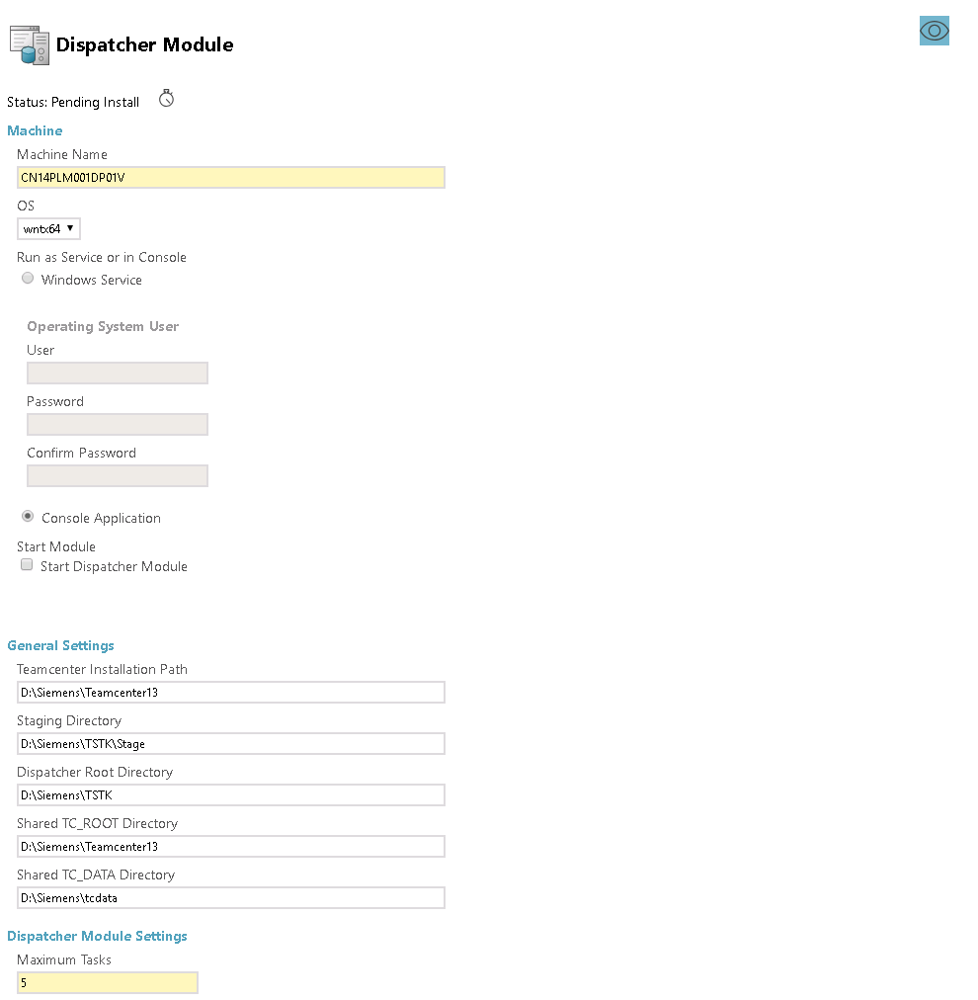 Dispatcher Module
Status: Pending Install
Machine
Machine Name
CN14PLM001DP01V
OS
wntx64
Run as Service or in Console
Windows Service
Operating System User
User
Password
Confirm Password
Console Application
Start Module
Start Dispatcher Module
General Settings
Teamcenter Installation Path
D:\Siemens\Teamcenter13
Staging Directory
D:\Siemens\TSTK\Stage
Dispatcher Root Directory
D:\Siemens\TSTK
Shared TC_ROOT Directory
D:\Siemens\Teamcenter13
Shared TC_DATA Directory
D:\Siemens\tcdata
Dispatcher Module Settings
Maximum Tasks
5